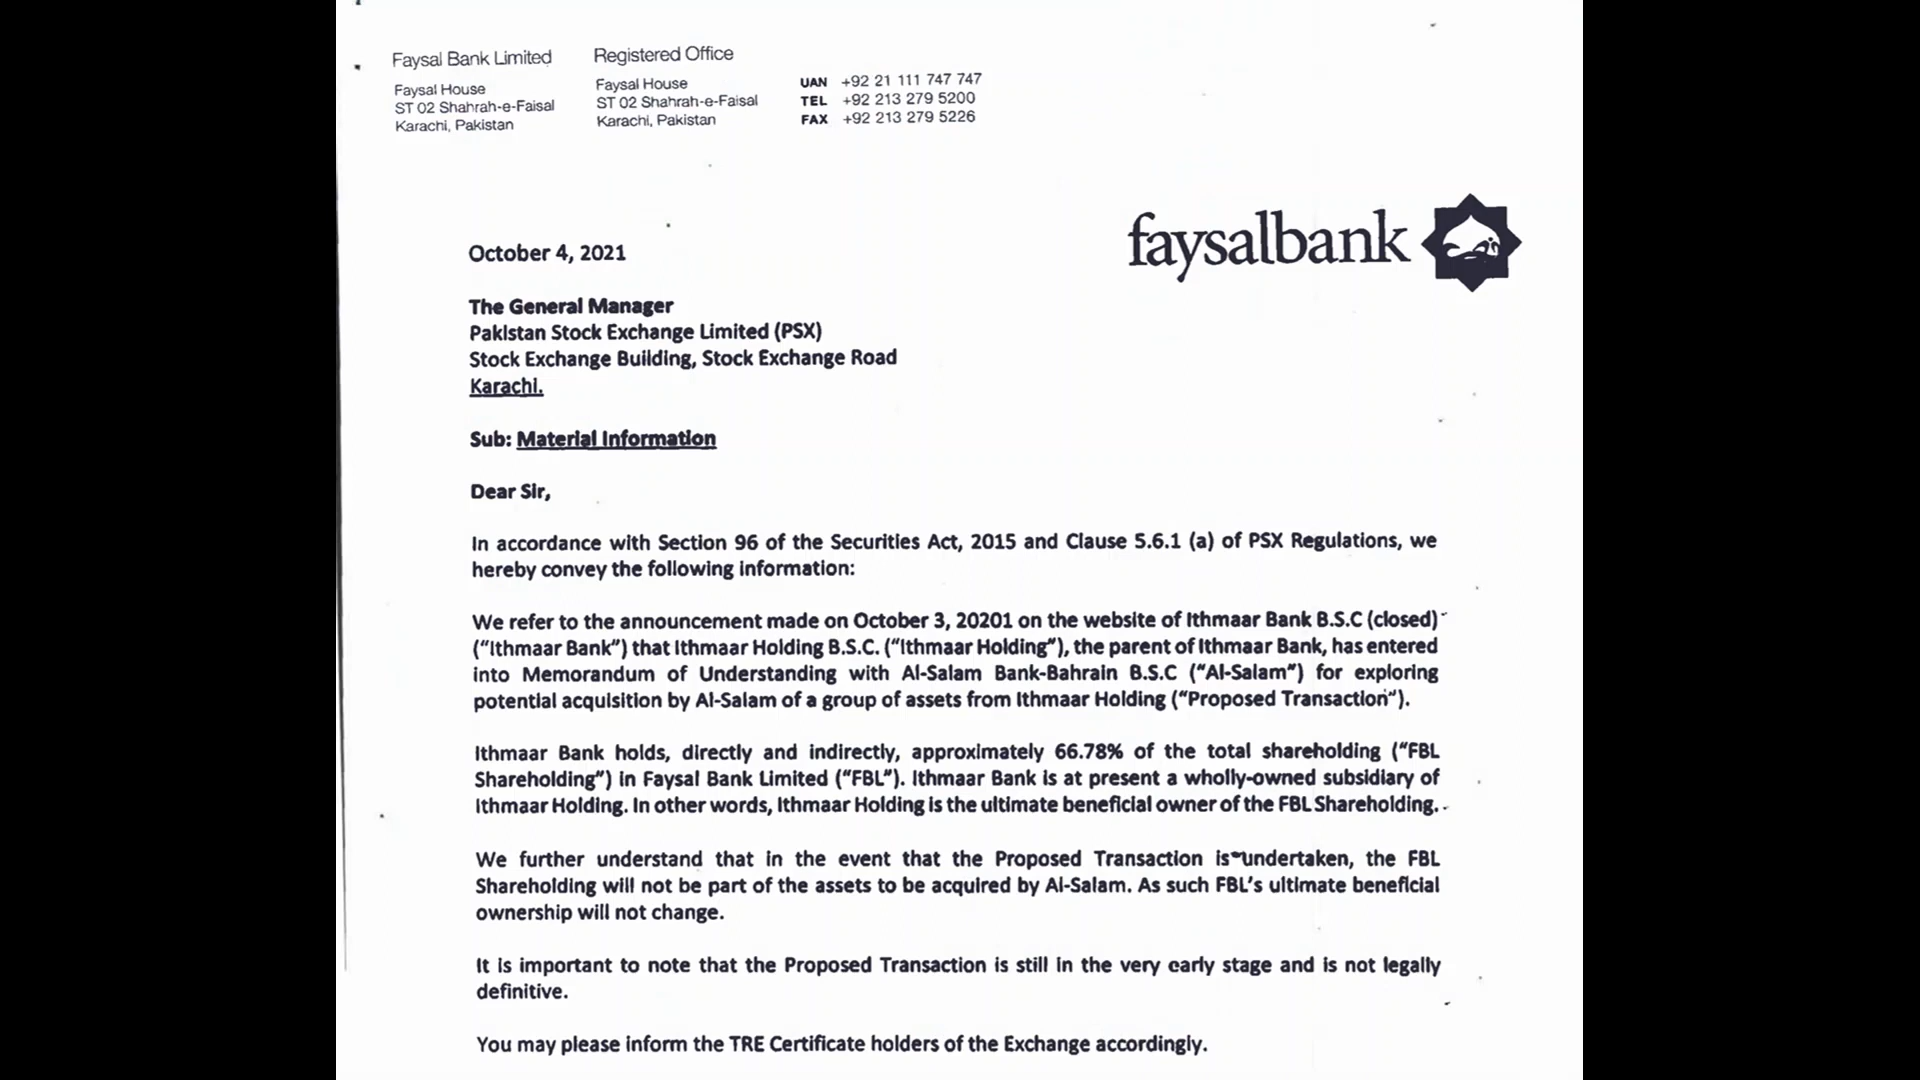 Faysal Bank Limited
Faysal House
ST 02 Shahrah-e-Faisal
Karachi, Pakistan
Registered Office
Faysal House
ST 02 Shahrah-e-Faisal
Karachi, Pakistan
UAN +92 21 111 747 747
TEL +92 213 279 5200
FAX +92 213 279 5226
faysalbank
October 4, 2021
The General Manager
Pakistan Stock Exchange Limited (PSX)
Stock Exchange Building, Stock Exchange Road
Karachi.
Sub: Material Information
Dear Sir,
In accordance with Section 96 of the Securities Act, 2015 and Clause 5.6.1 (a) of PSX Regulations, we
hereby convey the following information:
We refer to the announcement made on October 3, 20201 on the website of Ithmaar Bank B.S.C (closed)
("Ithmaar Bank") that Ithmaar Holding B.S.C. ("Ithmaar Holding"), the parent of Ithmaar Bank, has entered
into Memorandum of Understanding with Al-Salam Bank-Bahrain B.S.C ("Al-Salam") for exploring
potential acquisition by Al-Salam of a group of assets from Ithmaar Holding ("Proposed Transaction").
Ithmaar Bank holds, directly and indirectly, approximately 66.78% of the total shareholding ("FBL
Shareholding") in Faysal Bank Limited ("FBL"). Ithmaar Bank is at present a wholly-owned subsidiary of
Ithmaar Holding. In other words, Ithmaar Holding is the ultimate beneficial owner of the FBL Shareholding.
We further understand that in the event that the Proposed Transaction is undertaken, the FBL
Shareholding will not be part of the assets to be acquired by Al-Salam. As such FBL's ultimate beneficial
ownership will not change.
It is important to note that the Proposed Transaction is still in the very early stage and is not legally
definitive.
You may please inform the TRE Certificate holders of the Exchange accordingly.